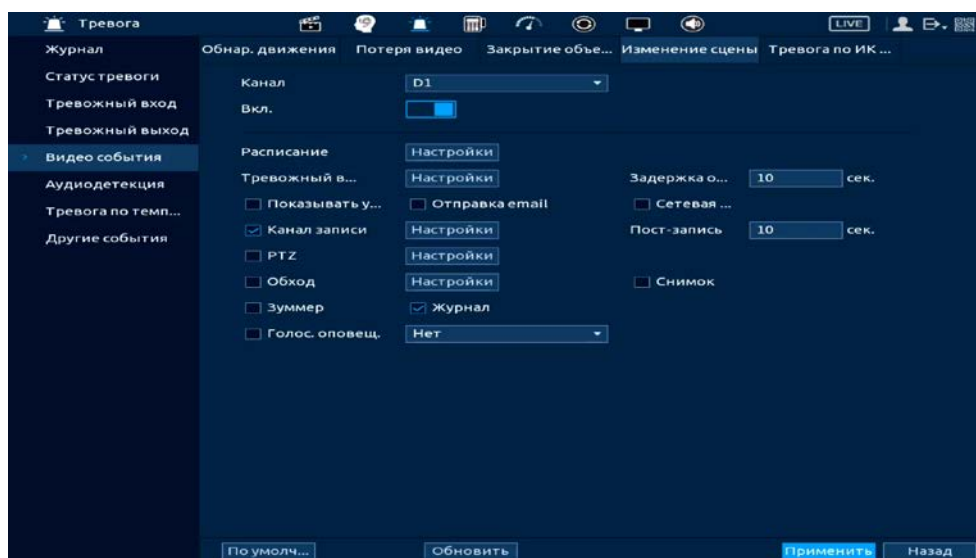 Тревога LIVE
Журнал
Обнар. движения Потеря видео Закрытие объе... Изменение сцены Тревога по ИК ...
Статус тревоги
Канал D1
Тревожный вход
Вкл.
Тревожный выход
Видео события
Расписание Настройки
Аудиодетекция
Тревожный в... Настройки Задержка о... 10 сек.
Тревога по темп...
Показывать у... Отправка email Сетевая ...
Другие события
Канал записи Настройки Пост-запись 10 сек.
PTZ Настройки
Обход Настройки Снимок
Зуммер Журнал
Голос. оповещ. Нет
По умолч... Обновить Применить Назад